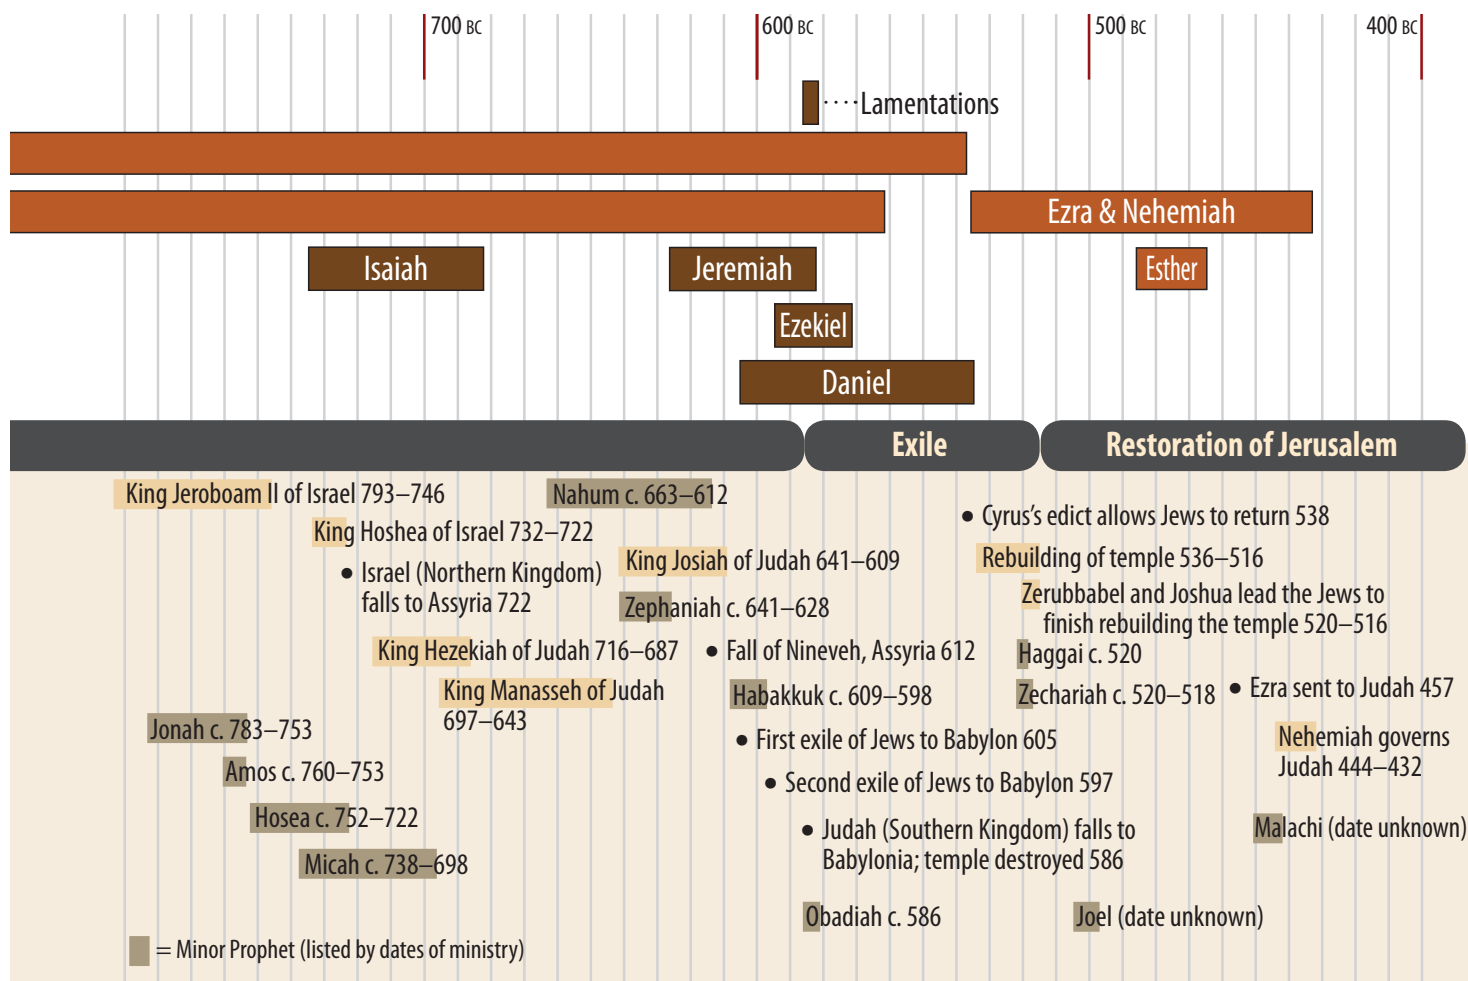 700 BC
600 BC
500 BC
400 BC
Lamentations
Ezra & Nehemiah
Isaiah
Jeremiah
Esther
Ezekiel
Daniel
Exile
Restoration of Jerusalem
King Jeroboam II of Israel 793–746
Nahum c. 663–612
King Hoshea of Israel 732–722
Cyrus’s edict allows Jews to return 538
• Israel (Northern Kingdom)
falls to Assyria 722
King Josiah of Judah 641–609
Rebuilding of temple 536–516
Zephaniah c. 641–628
Zerubbabel and Joshua lead the Jews to
finish rebuilding the temple 520–516
King Hezekiah of Judah 716–687
• Fall of Nineveh, Assyria 612
Haggai c. 520
King Manasseh of Judah
697–643
Habakkuk c. 609–598
Zechariah c. 520–518
• Ezra sent to Judah 457
Jonah c. 783–753
• First exile of Jews to Babylon 605
Nehemiah governs
Judah 444–432
Amos c. 760–753
• Second exile of Jews to Babylon 597
Hosea c. 752–722
• Judah (Southern Kingdom) falls to
Babylonia; temple destroyed 586
Malachi (date unknown)
Micah c. 738–698
Obadiah c. 586
Joel (date unknown)
= Minor Prophet (listed by dates of ministry)